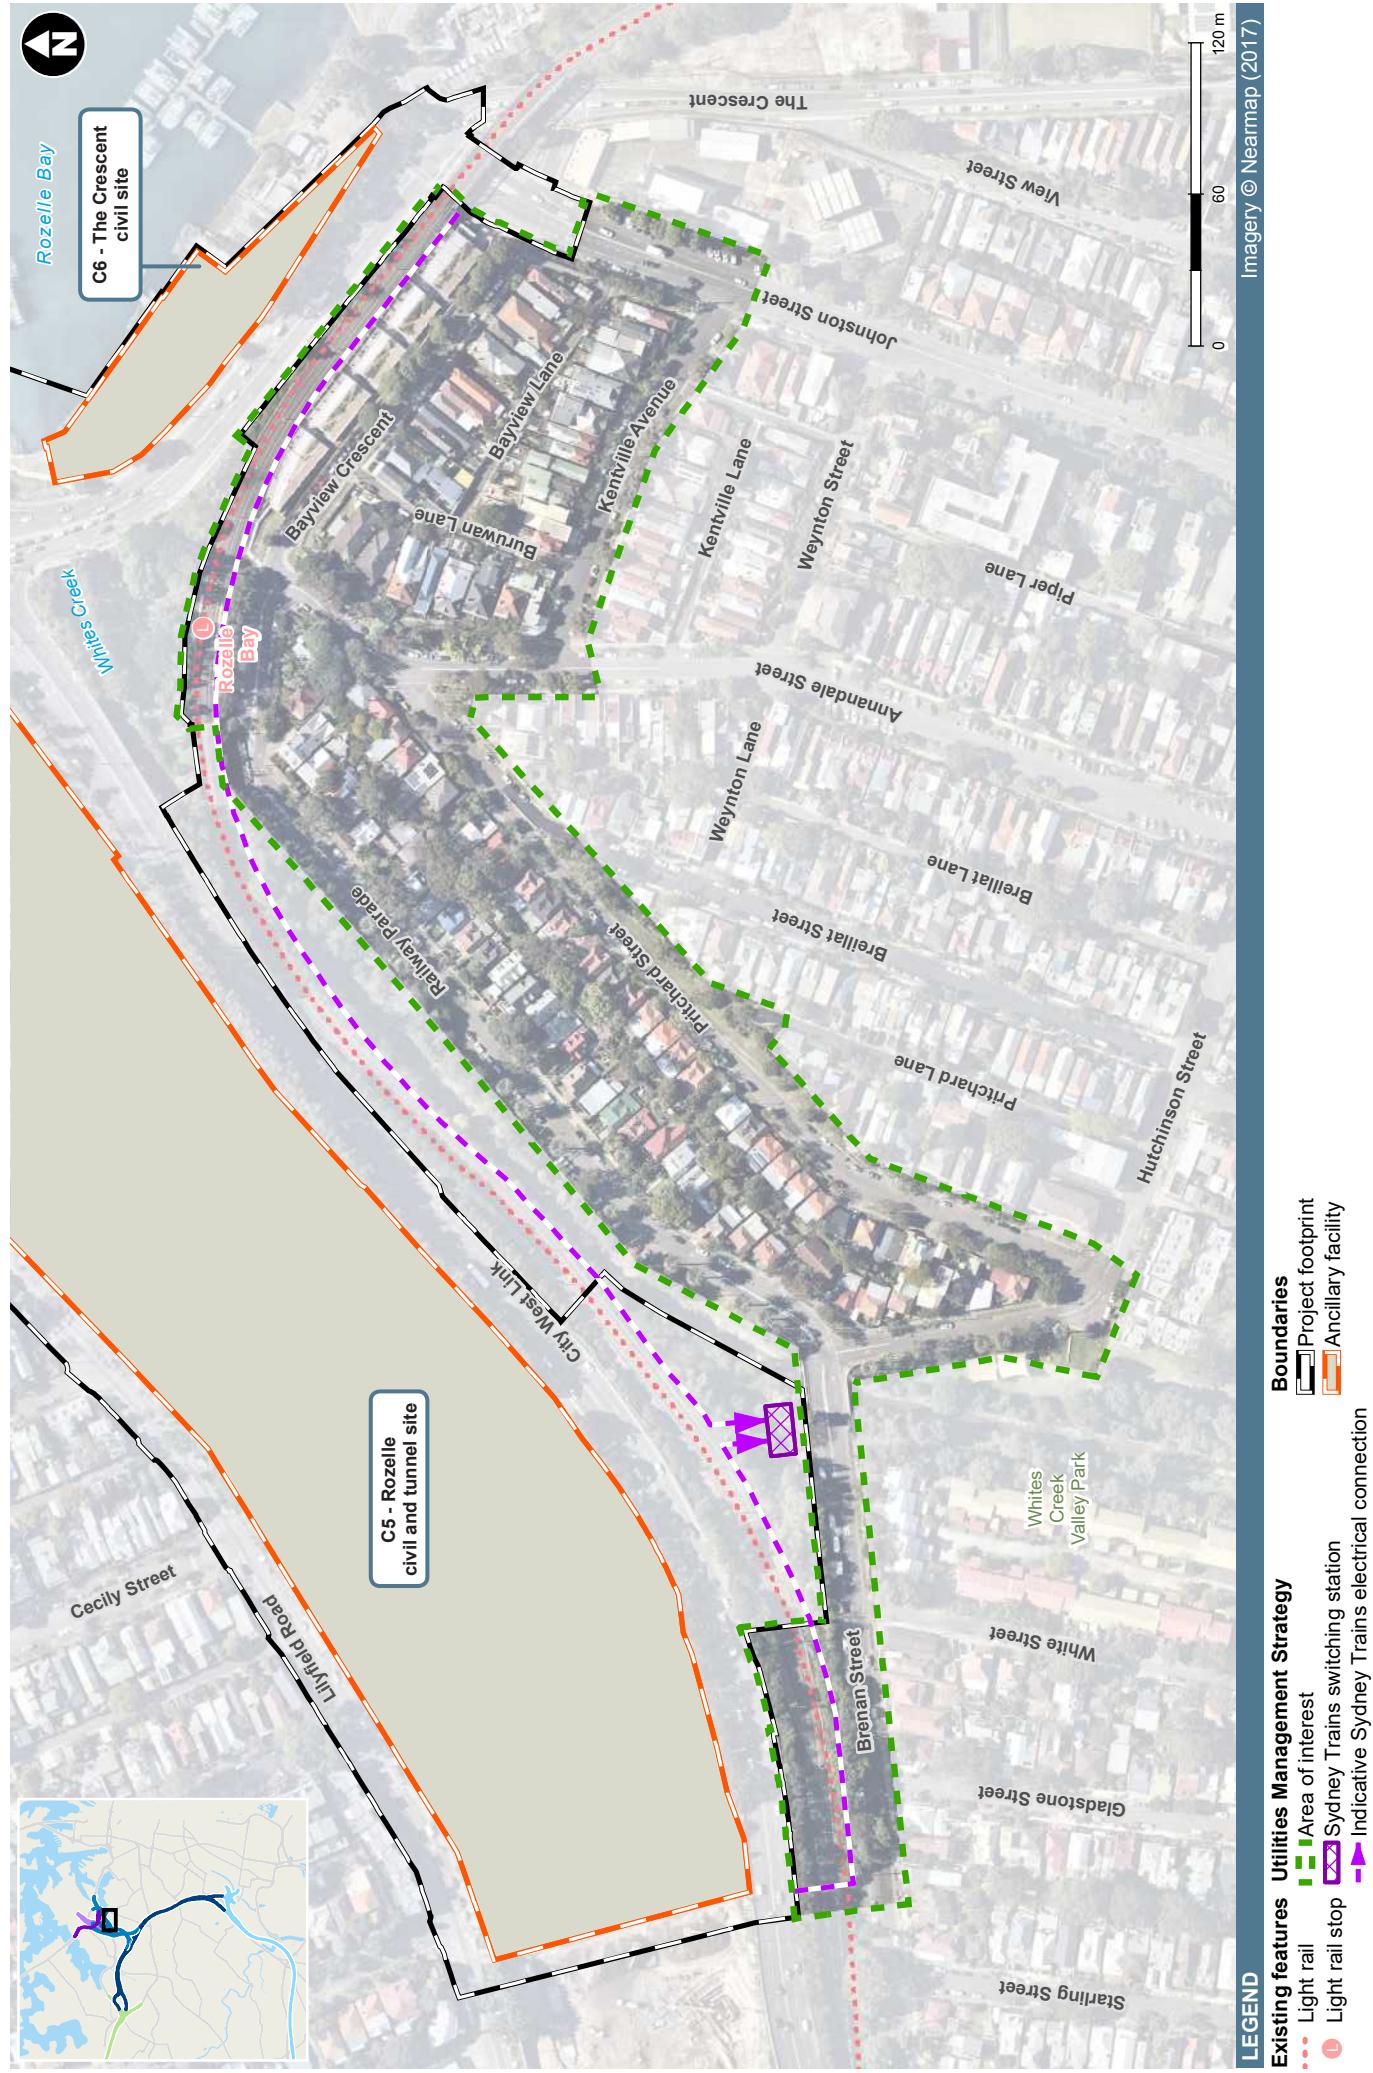 N
Rozelle Bay
C6 - The Crescent
civil site
The Crescent
View Street
Johnston Street
Bayview Lane
Bayview Crescent
Kentville Avenue
Buruwan Lane
Kentville Lane
Weynton Street
Piper Lane
Whites Creek
L
Rozelle
Bay
Annandale Street
Weynton Lane
Breillat Lane
Breillat Street
Railway Parade
Pritchard Street
Pritchard Lane
Hutchinson Street
City West Link
C5 - Rozelle
civil and tunnel site
Whites
Creek
Valley Park
Cecily Street
Lilyfield Road
White Street
Brenan Street
Gladstone Street
Starling Street
0
60
120 m
Imagery © Nearmap (2017)
LEGEND
Existing features
Light rail
L
Light rail stop
Utilities Management Strategy
Area of interest
Sydney Trains switching station
Indicative Sydney Trains electrical connection
Boundaries
Project footprint
Ancillary facility